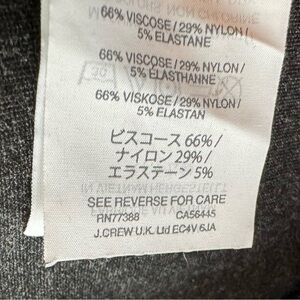 66% VISCOSE / 29% NYLON /
5% ELASTANE
66% VISCOSE / 29% NYLON /
5% ÉLASTHANNE
66% VISKOSE / 29% NYLON /
5% ELASTAN
ビスコース 66% /
ナイロン 29% /
エラステーン 5%
SEE REVERSE FOR CARE
RN77388 CA56445
J.CREW U.K. Ltd EC4V 6JA